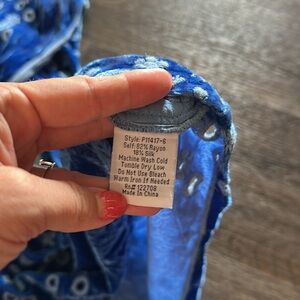 Style: P11417-6
Self: 82% Rayon
18% Silk
Machine Wash Cold
Tumble Dry Low
Do Not Use Bleach
Warm Iron If Needed
Rn# 122708
Made In China